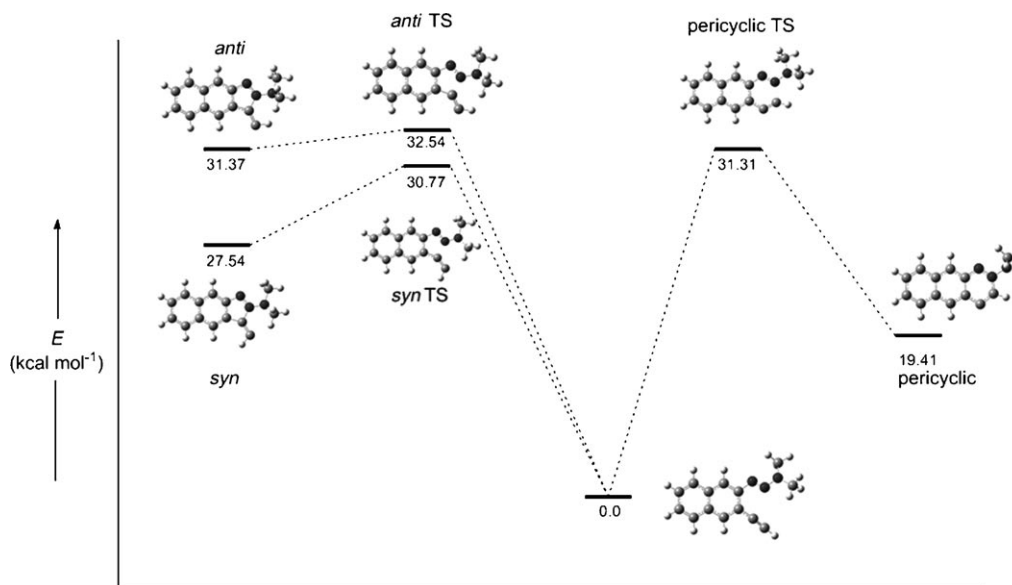 anti TS
pericyclic TS
anti
32.54
31.37
31.31
30.77
27.54
syn TS
E
(kcal mol⁻¹)
19.41
pericyclic
syn
0.0